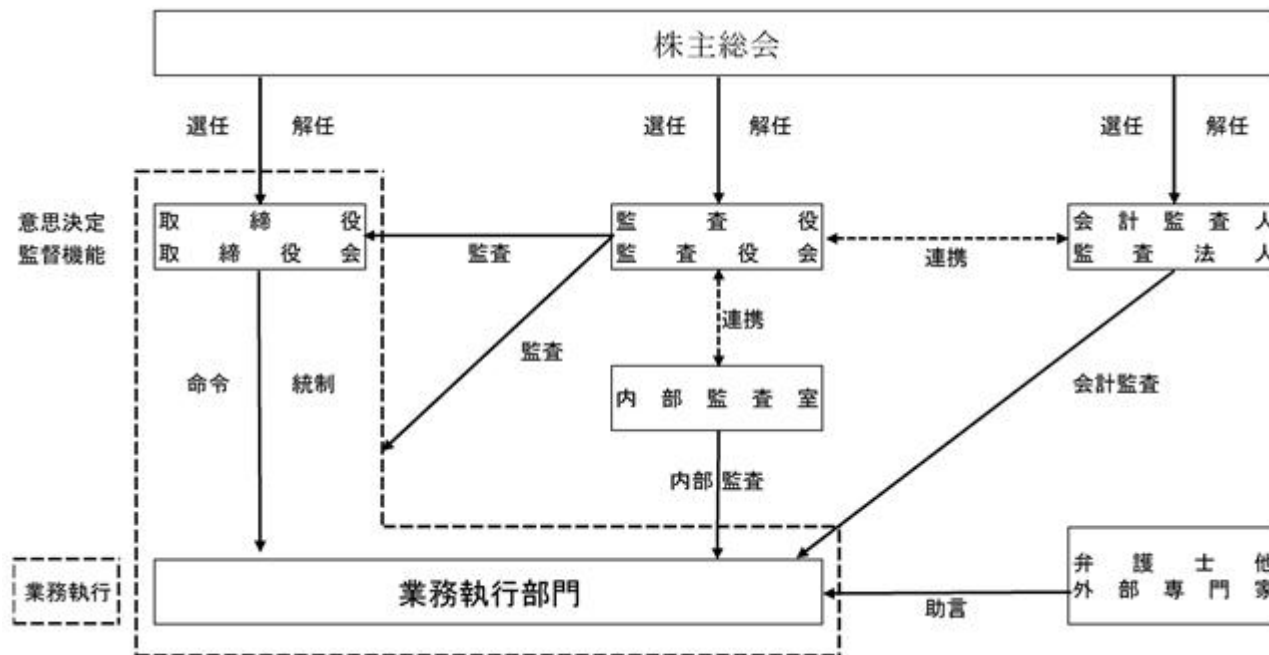 株主総会
選任 解任
選任 解任
選任 解任
意思決定
監督機能
取締役
取締役会
監査
監査役
監査役会
連携
会計監査人
監査法人
連携
監査
命令 統制
内部監査室
会計監査
内部監査
業務執行
業務執行部門
助言
弁護士他
外部専門家